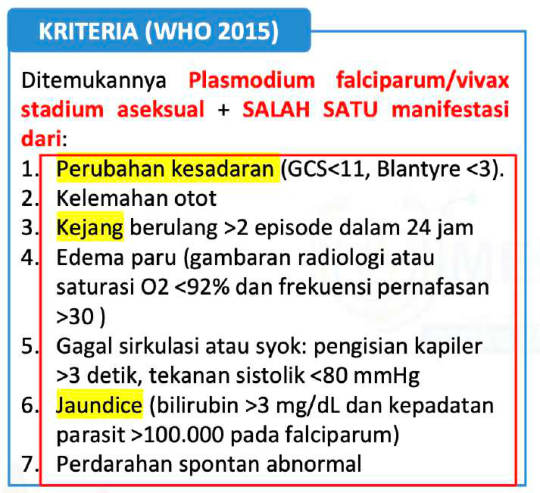 KRITERIA (WHO 2015)
Ditemukannya Plasmodium falciparum/vivax
stadium aseksual + SALAH SATU manifestasi
dari:
1. Perubahan kesadaran (GCS<11, Blantyre <3).
2. Kelemahan otot
3. Kejang berulang >2 episode dalam 24 jam
4. Edema paru (gambaran radiologi atau
saturasi O2 <92% dan frekuensi pernafasan
>30 )
5. Gagal sirkulasi atau syok: pengisian kapiler
>3 detik, tekanan sistolik <80 mmHg
6. Jaundice (bilirubin >3 mg/dL dan kepadatan
parasit >100.000 pada falciparum)
7. Perdarahan spontan abnormal